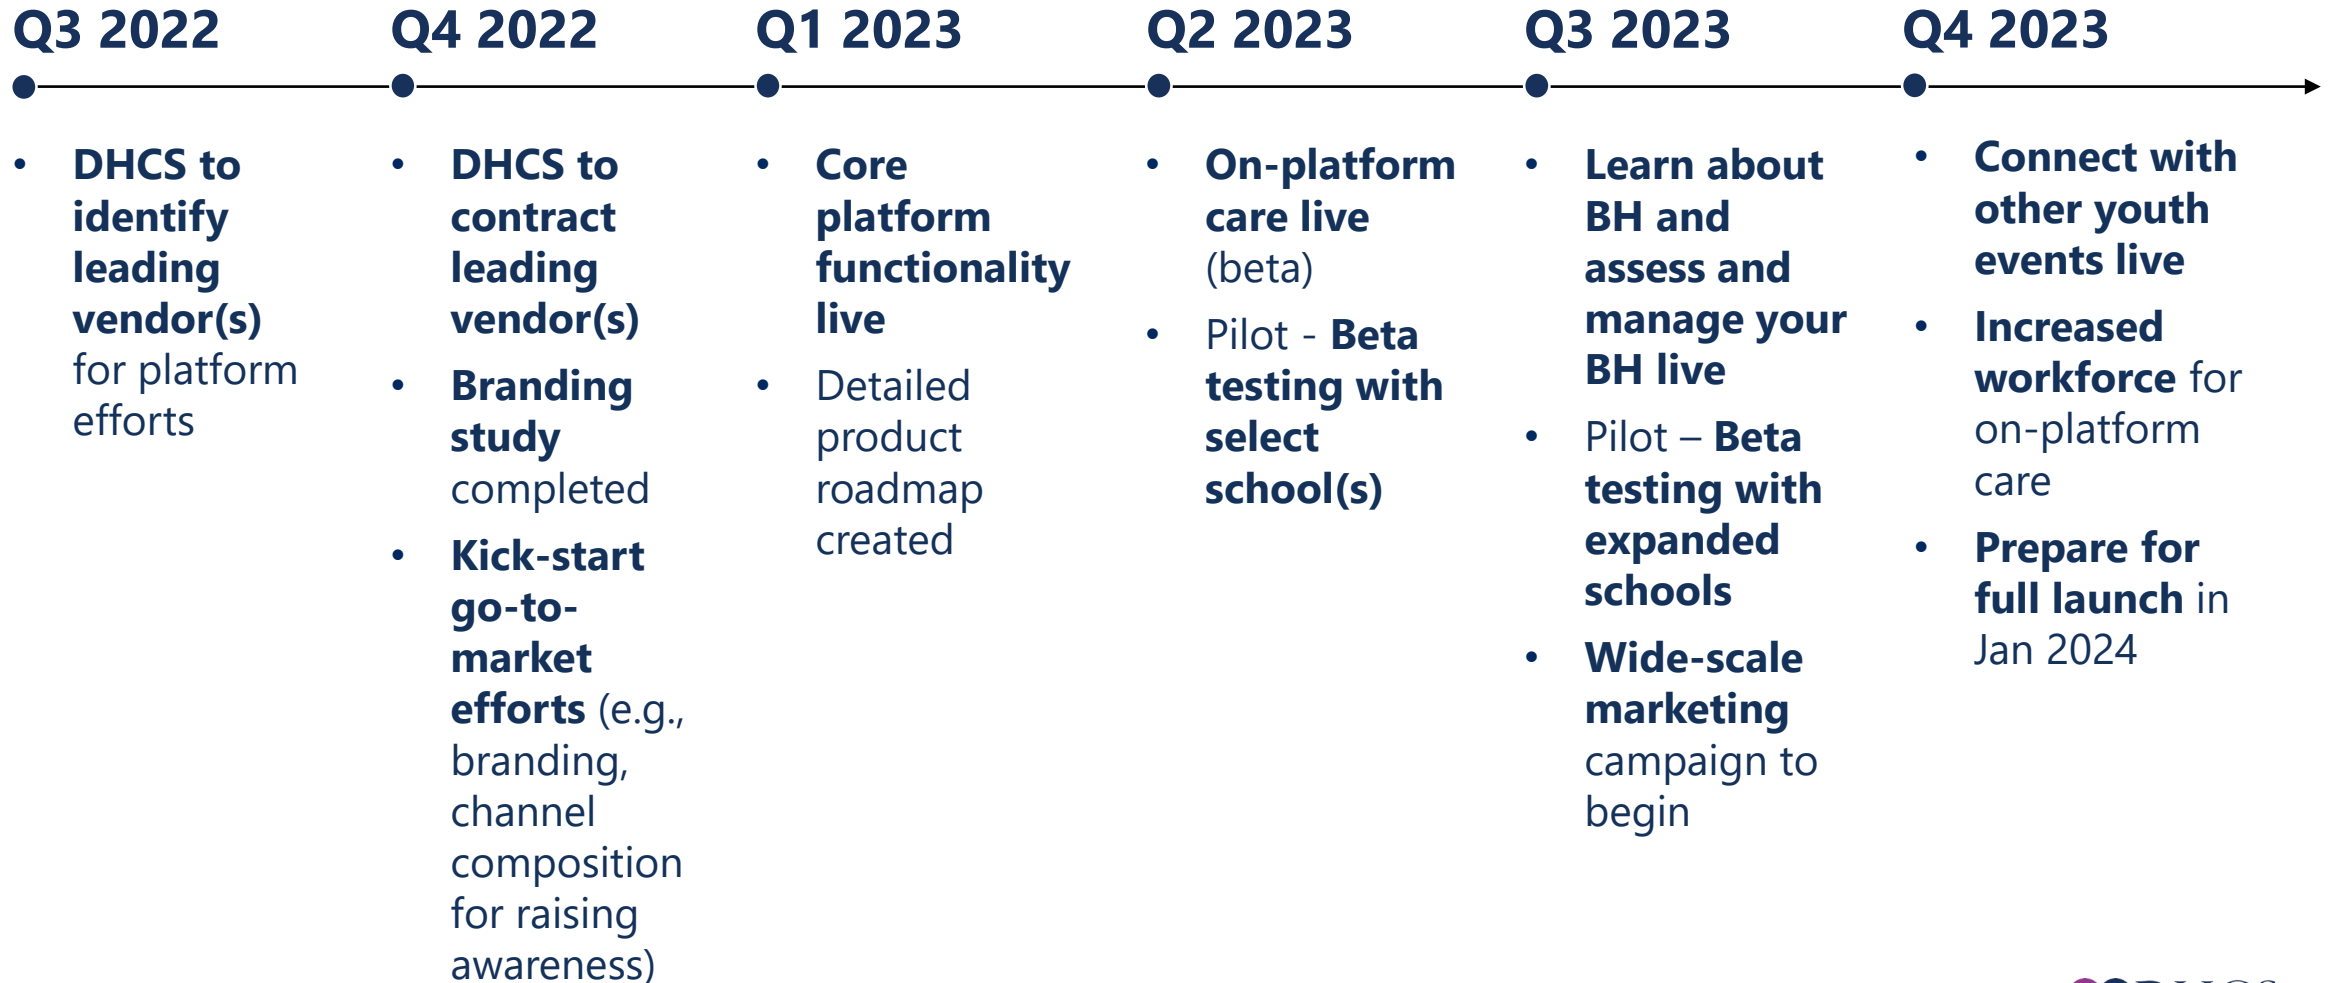 Q3 2022
• DHCS to
identify
leading
vendor(s)
for platform
efforts
Q4 2022
• DHCS to
contract
leading
vendor(s)
• Branding
study
completed
• Kick-start
go-to-
market
efforts (e.g.,
branding,
channel
composition
for raising
awareness)
Q1 2023
• Core
platform
functionality
live
• Detailed
product
roadmap
created
Q2 2023
• On-platform
care live
(beta)
• Pilot - Beta
testing with
select
school(s)
Q3 2023
• Learn about
BH and
assess and
manage your
BH live
• Pilot – Beta
testing with
expanded
schools
• Wide-scale
marketing
campaign to
begin
Q4 2023
• Connect with
other youth
events live
• Increased
workforce for
on-platform
care
• Prepare for
full launch in
Jan 2024